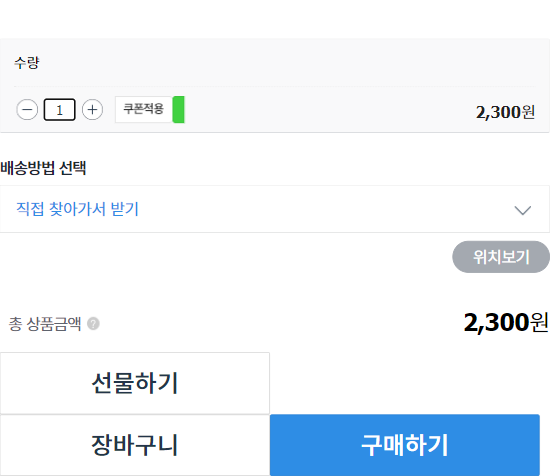 수량
1 쿠폰적용 2,300원
배송방법 선택
직접 찾아가서 받기
위치보기
총 상품금액 ? 2,300원
선물하기
장바구니 구매하기